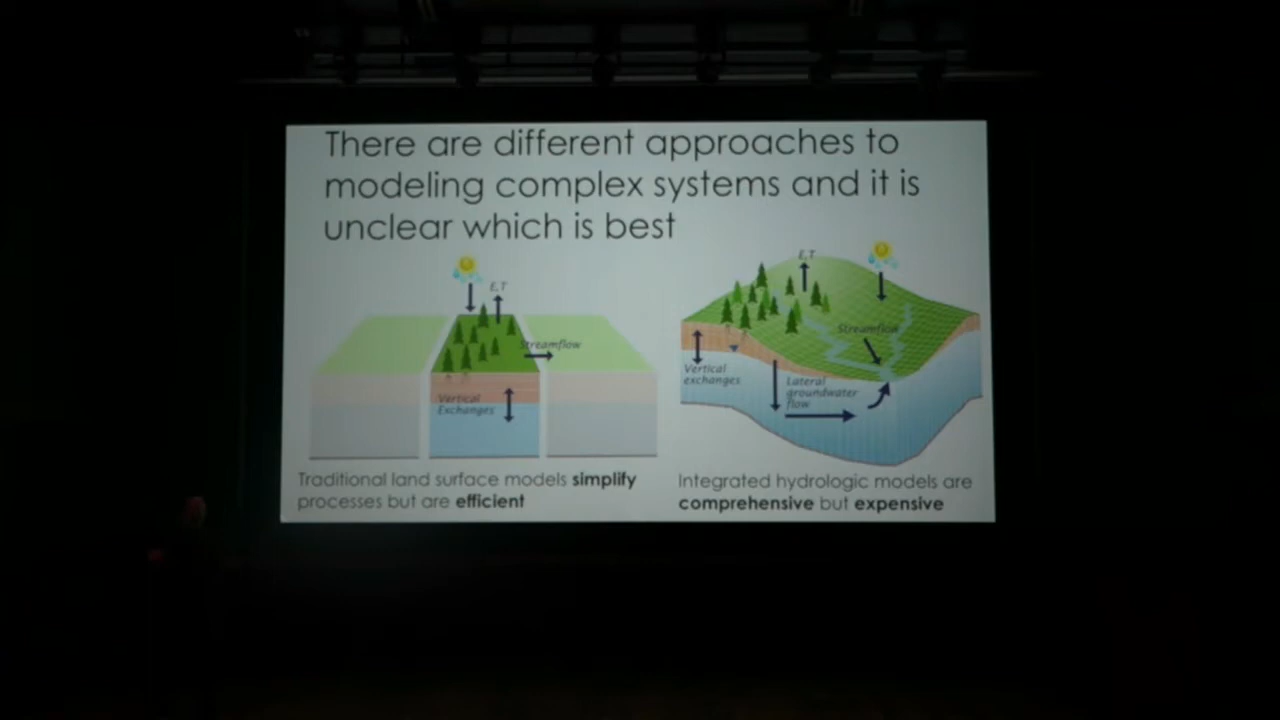 There are different approaches to
modeling complex systems and it is
unclear which is best
E,T
Streamflow
Vertical
Exchanges
Traditional land surface models simplify
processes but are efficient
E,T
Streamflow
Vertical
exchanges
Lateral
groundwater
flow
Integrated hydrologic models are
comprehensive but expensive